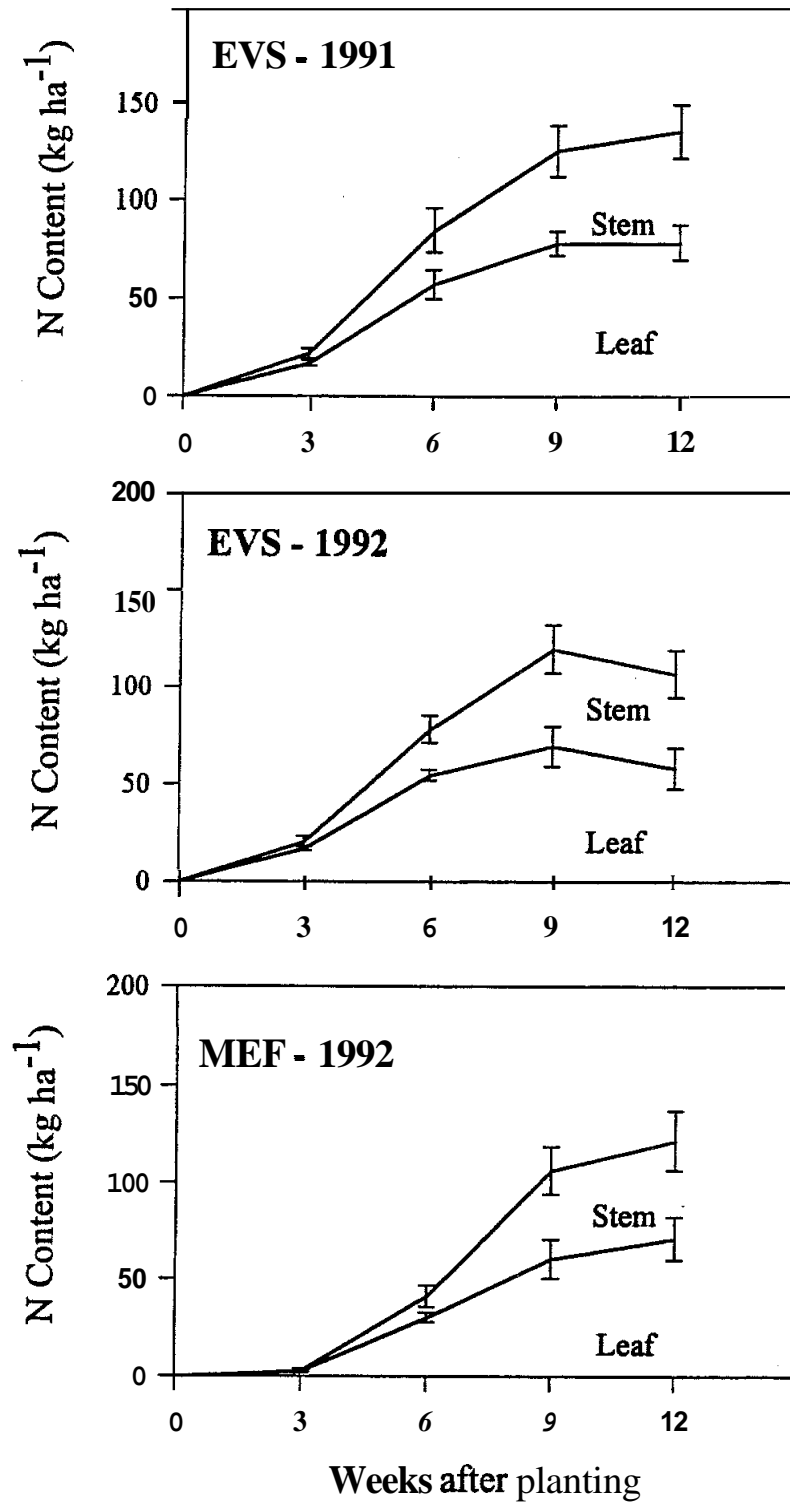 EVS - 1991
N Content (kg ha⁻¹)
150
100
50
0
Stem
Leaf
0 3 6 9 12
EVS - 1992
N Content (kg ha⁻¹)
200
150
100
50
0
Stem
Leaf
0 3 6 9 12
MEF - 1992
N Content (kg ha⁻¹)
200
150
100
50
0
Stem
Leaf
0 3 6 9 12
Weeks after planting